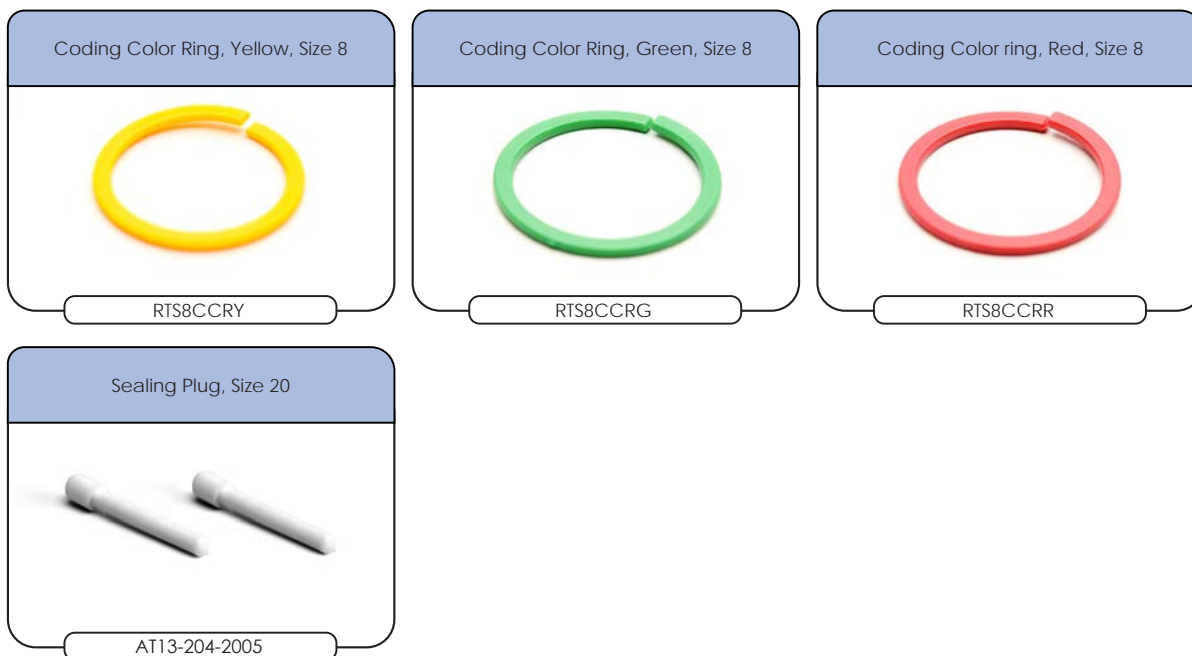 Coding Color Ring, Yellow, Size 8
Coding Color Ring, Green, Size 8
Coding Color ring, Red, Size 8
RTS8CCRY
RTS8CCRG
RTS8CCRR
Sealing Plug, Size 20
AT13-204-2005